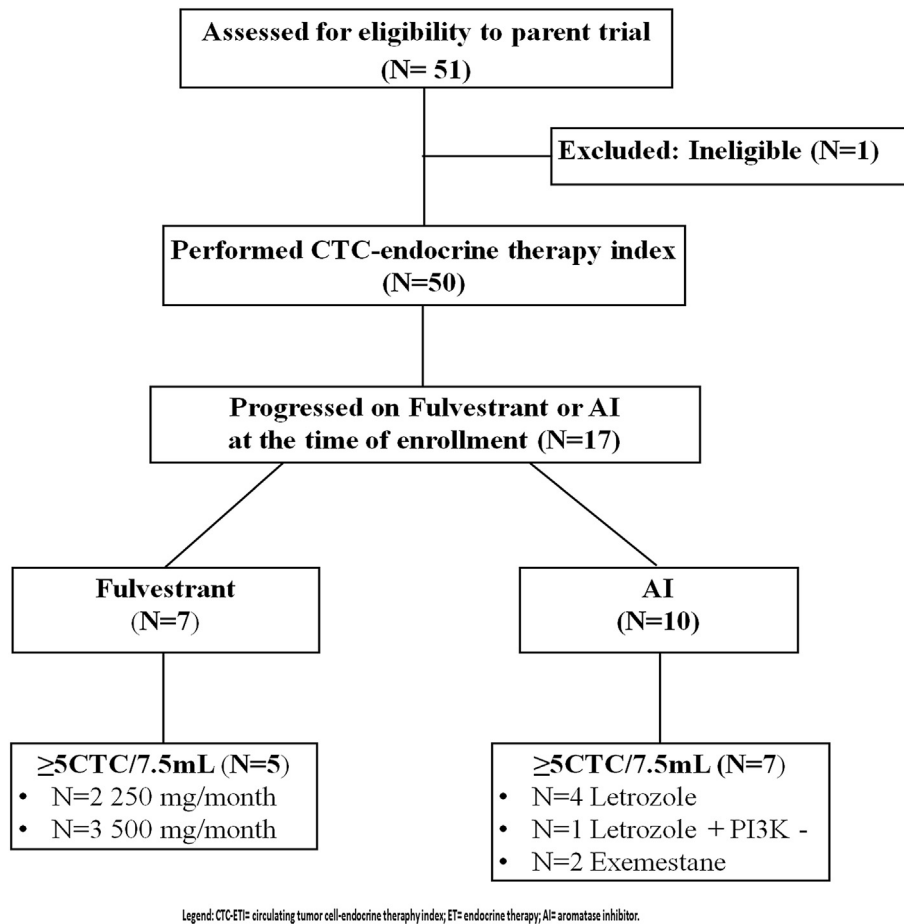 Assessed for eligibility to parent trial
(N= 51)
Excluded: Ineligible (N=1)
Performed CTC-endocrine therapy index
(N=50)
Progressed on Fulvestrant or AI
at the time of enrollment (N=17)
Fulvestrant
(N=7)
AI
(N=10)
≥5CTC/7.5mL (N=5)
• N=2 250 mg/month
• N=3 500 mg/month
≥5CTC/7.5mL (N=7)
• N=4 Letrozole
• N=1 Letrozole + PI3K -
• N=2 Exemestane
Legend: CTC-ETI= circulating tumor cell-endocrine theraphy index; ET= endocrine therapy; AI= aromatase inhibitor.